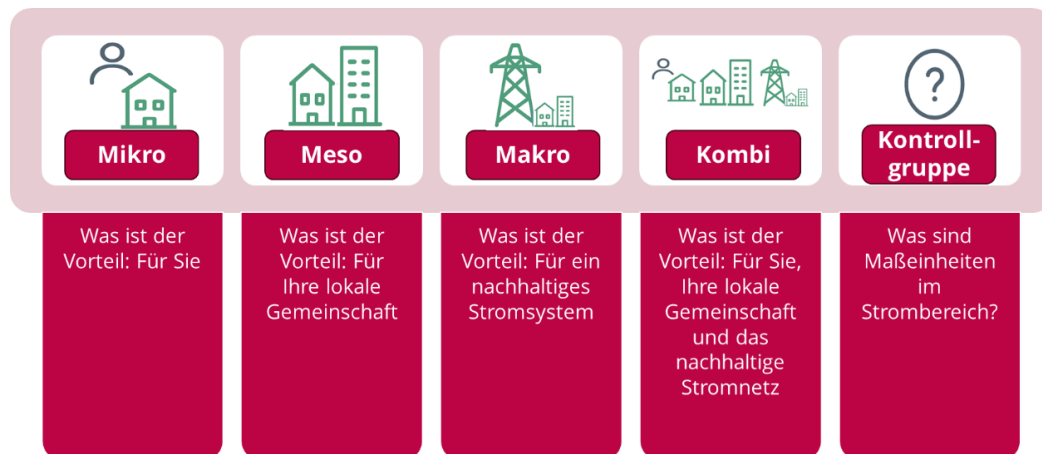 Mikro
Meso
Makro
Kombi
Kontroll-
gruppe
?
Was ist der
Vorteil: Für Sie
Was ist der
Vorteil: Für
Ihre lokale
Gemeinschaft
Was ist der
Vorteil: Für ein
nachhaltiges
Stromsystem
Was ist der
Vorteil: Für Sie,
Ihre lokale
Gemeinschaft
und das
nachhaltige
Stromnetz
Was sind
Maßeinheiten
im
Strombereich?